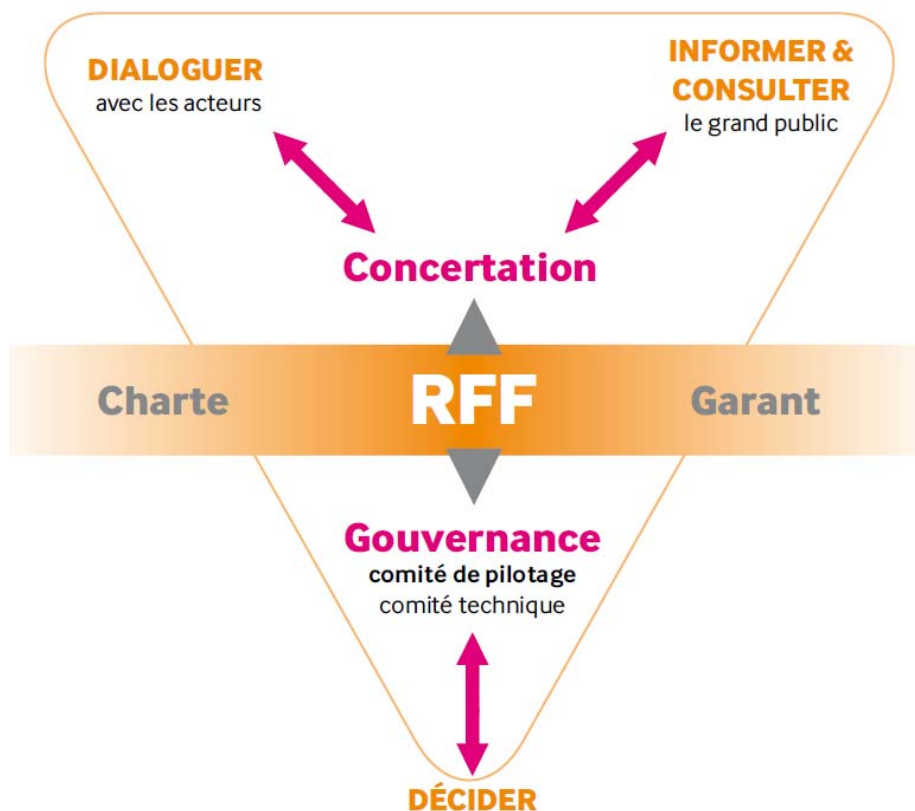 DIALOGUER
avec les acteurs
INFORMER &
CONSULTER
le grand public
Concertation
Charte
RFF
Garant
Gouvernance
comité de pilotage
comité technique
DÉCIDER